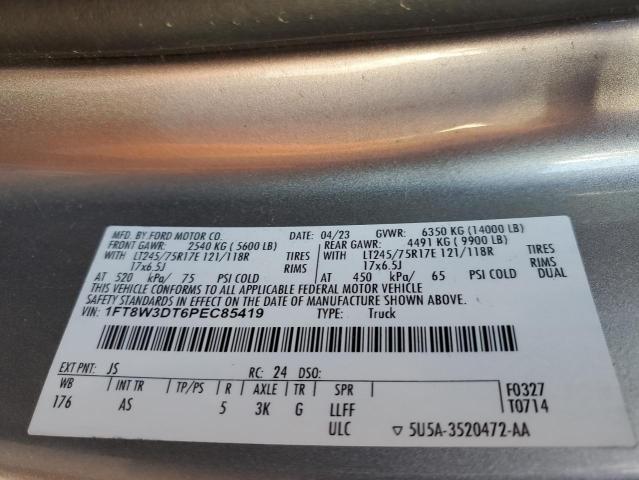 MFD. BY FORD MOTOR CO. DATE: 04/23 GVWR: 6350 KG (14000 LB)
FRONT GAWR: 2540 KG ( 5600 LB) REAR GAWR: 4491 KG ( 9900 LB)
WITH LT245/75R17E 121/118R TIRES WITH LT245/75R17E 121/118R TIRES
17x6.5J RIMS 17x6.5J RIMS
AT 520 kPa/ 75 PSI COLD AT 450 kPa/ 65 PSI COLD DUAL
THIS VEHICLE CONFORMS TO ALL APPLICABLE FEDERAL MOTOR VEHICLE
SAFETY STANDARDS IN EFFECT ON THE DATE OF MANUFACTURE SHOWN ABOVE.
VIN: 1FT8W3DT6PEC85419 TYPE: Truck
EXT PNT: JS RC: 24 DSO:
WB INT TR TP/PS R AXLE TR SPR F0327
176 AS 5 3K G LLFF T0714
ULC ▽ 5U5A-3520472-AA